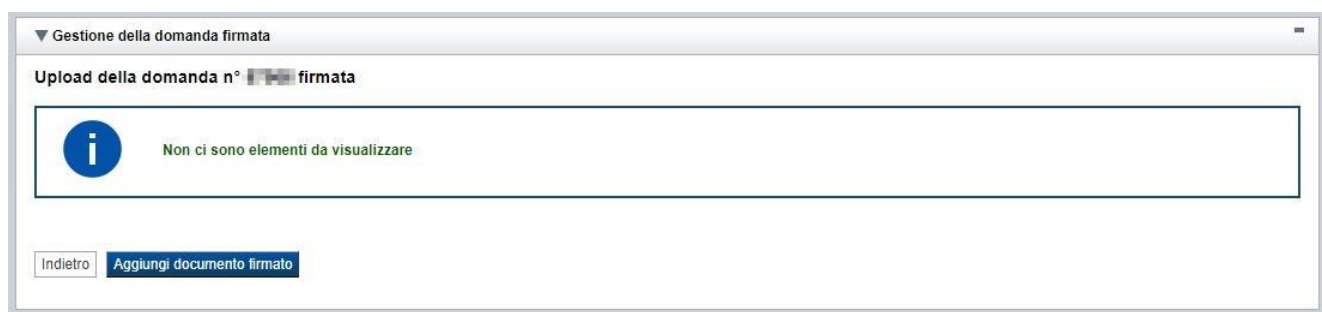 Gestione della domanda firmata
Upload della domanda n° firmata
Non ci sono elementi da visualizzare
Indietro Aggiungi documento firmato